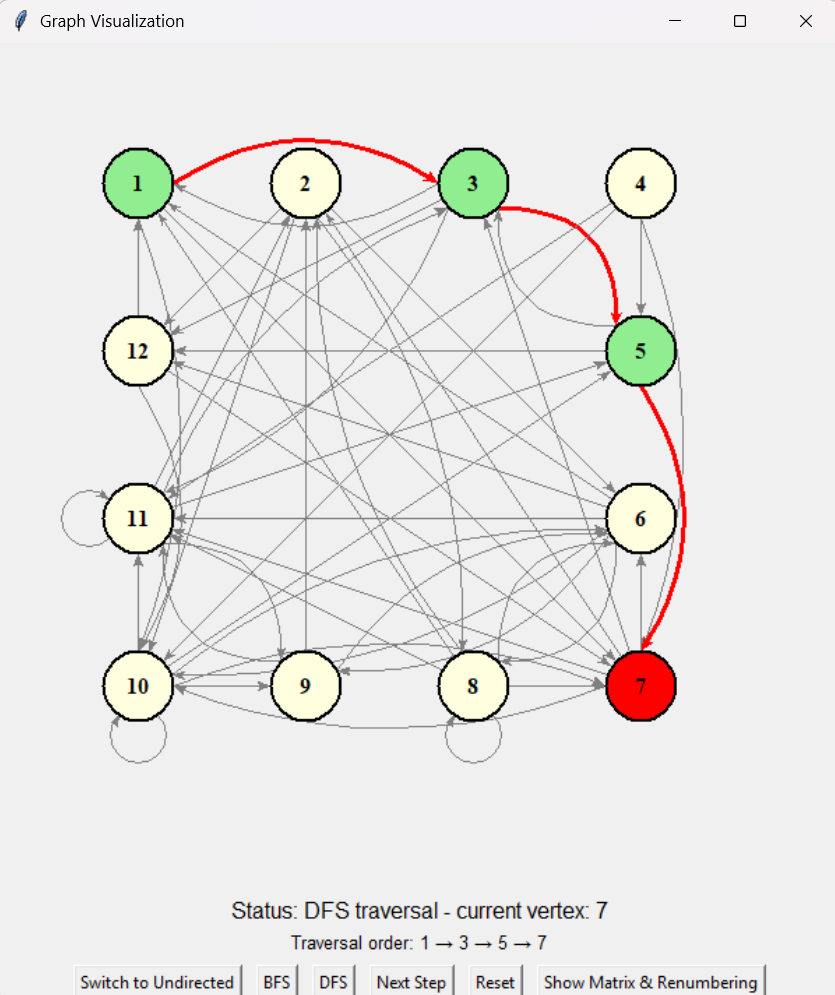 Graph Visualization
1 2 3 4
12 5
11 6
10 9 8 7
Status: DFS traversal - current vertex: 7
Traversal order: 1 → 3 → 5 → 7
Switch to Undirected BFS DFS Next Step Reset Show Matrix & Renumbering